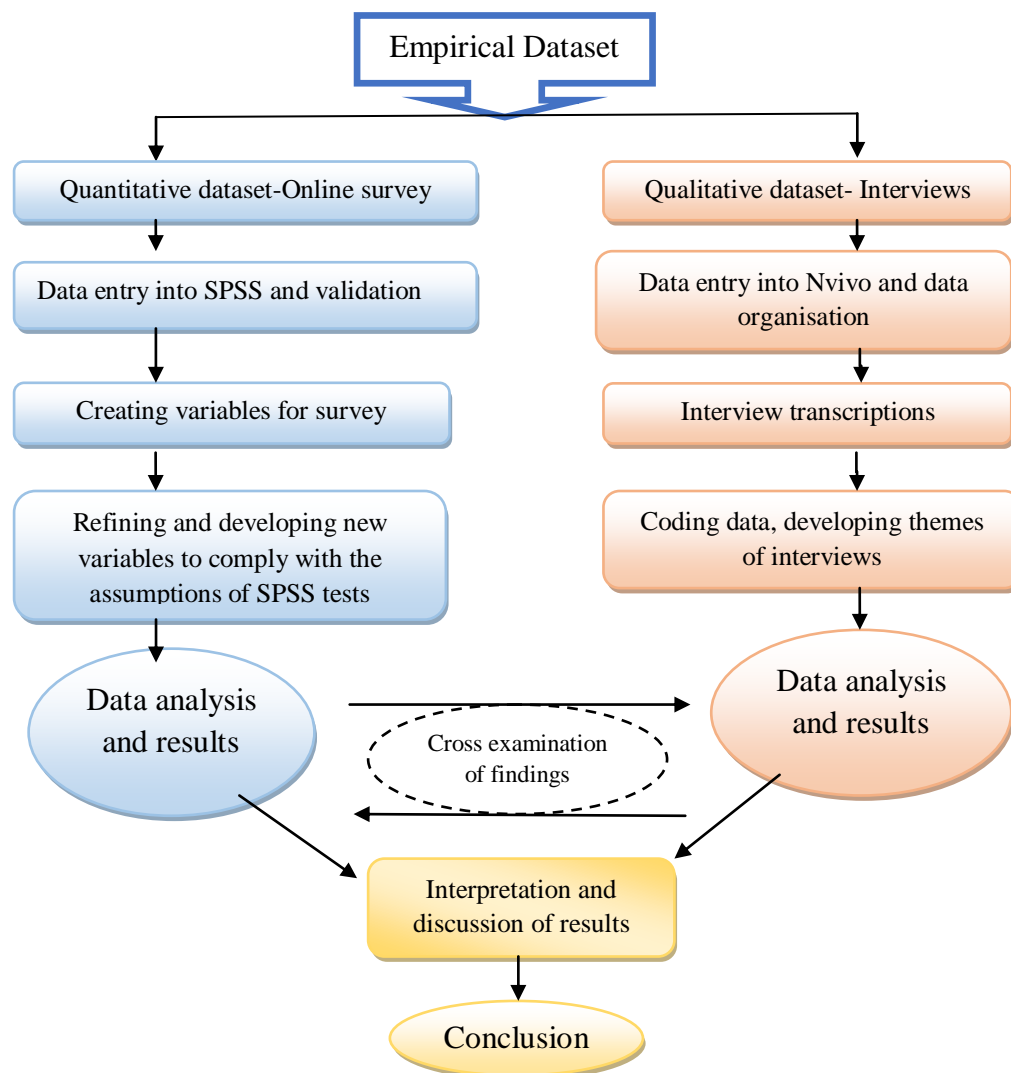 Empirical Dataset
Quantitative dataset-Online survey
Data entry into SPSS and validation
Creating variables for survey
Refining and developing new
variables to comply with the
assumptions of SPSS tests
Data analysis
and results
Qualitative dataset- Interviews
Data entry into Nvivo and data
organisation
Interview transcriptions
Coding data, developing themes
of interviews
Data analysis
and results
Cross examination
of findings
Interpretation and
discussion of results
Conclusion